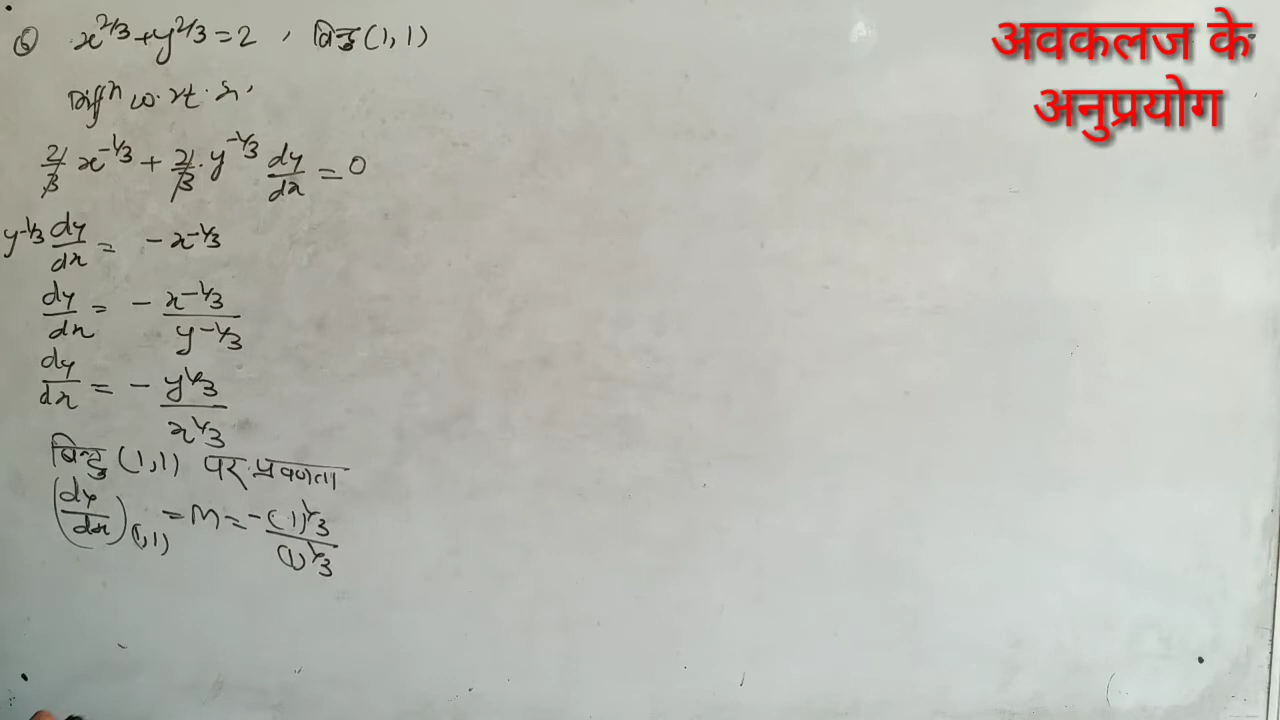 ⑥ x^2/3 + y^2/3 = 2 , बिन्दु (1, 1)
Diffⁿ w.r.t. x.
2/3 x^-1/3 + 2/3 . y^-1/3 dy/dx = 0
y^-1/3 dy/dx = - x^-1/3
dy/dx = - x^-1/3 / y^-1/3
dy/dx = - y^1/3 / x^1/3
बिन्दु (1,1) पर प्रवणता
(dy/dx)(1,1) = m = -(1)^1/3 / (1)^1/3
अवकलज के
अनुप्रयोग